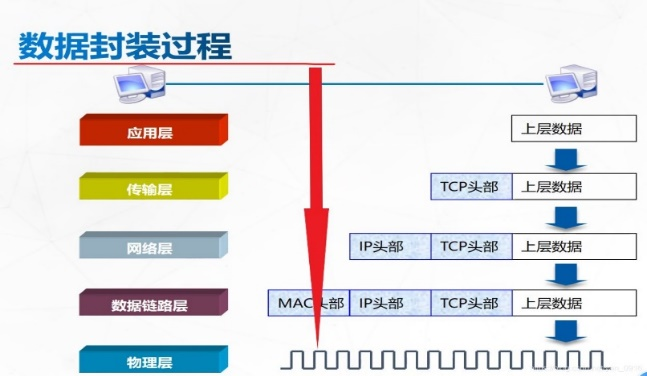 数据封装过程
应用层
上层数据
传输层
TCP头部 上层数据
网络层
IP头部 TCP头部 上层数据
数据链路层
MAC头部 IP头部 TCP头部 上层数据
物理层